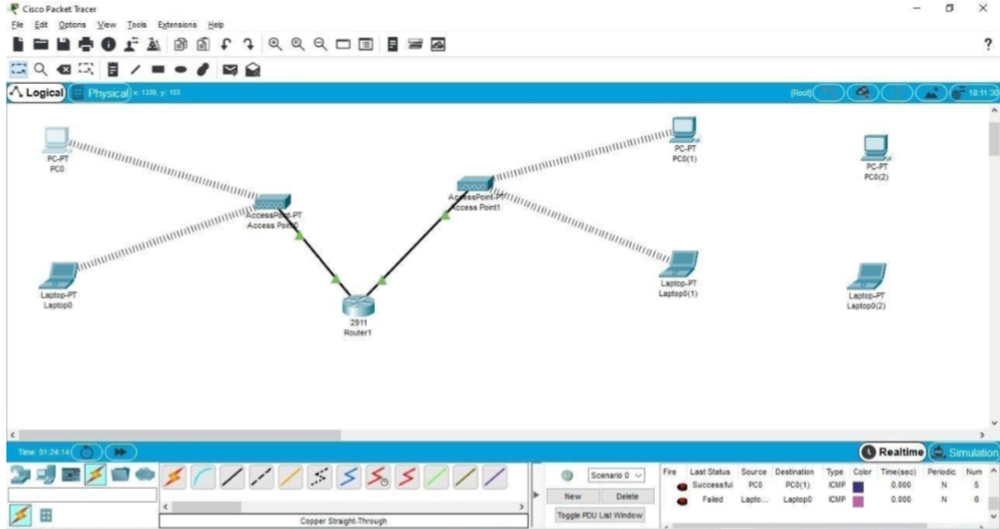 Cisco Packet Tracer
File Edit Options View Tools Extensions Help
?
Logical Physical x: 1339, y: 103 [Root] 18:11:30
PC-PT
PC0
PC-PT
PC0(1)
PC-PT
PC0(2)
AccessPoint-PT
Access Point0
AccessPoint-PT
Access Point1
Laptop-PT
Laptop0
Laptop-PT
Laptop0(1)
Laptop-PT
Laptop0(2)
2911
Router1
Time: 01:24:14 Realtime Simulation
Scenario 0
New Delete
Toggle PDU List Window
Copper Straight-Through
Fire Last Status Source Destination Type Color Time(sec) Periodic Num
Successful PC0 PC0(1) ICMP 0.000 N 5
Failed Lapto... Laptop0 ICMP 0.000 N 6